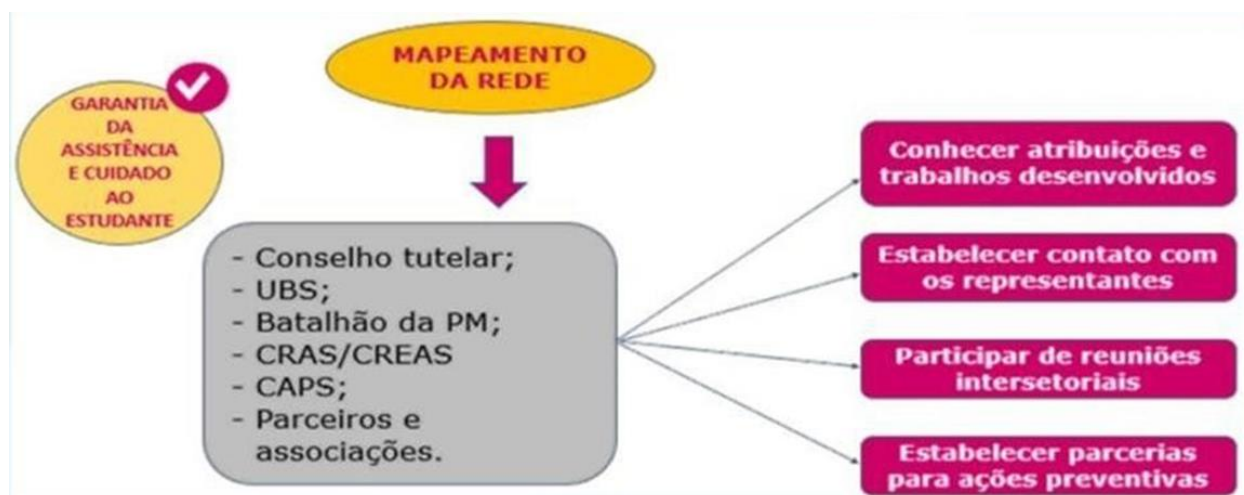 MAPEAMENTO
DA REDE
GARANTIA
DA
ASSISTÊNCIA
E CUIDADO
AO
ESTUDANTE
- Conselho tutelar;
- UBS;
- Batalhão da PM;
- CRAS/CREAS
- CAPS;
- Parceiros e
associações.
Conhecer atribuições e
trabalhos desenvolvidos
Estabelecer contato com
os representantes
Participar de reuniões
intersetoriais
Estabelecer parcerias
para ações preventivas